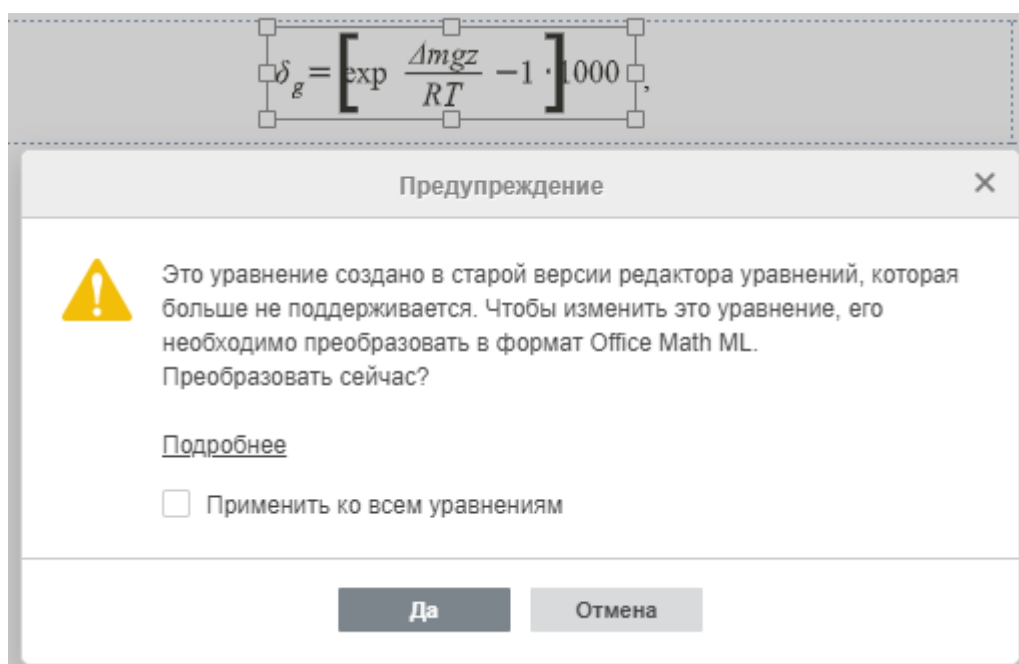 δg = [exp Δmgz/RT −1 ·]1000,
Предупреждение
Это уравнение создано в старой версии редактора уравнений, которая
больше не поддерживается. Чтобы изменить это уравнение, его
необходимо преобразовать в формат Office Math ML.
Преобразовать сейчас?
Подробнее
Применить ко всем уравнениям
Да
Отмена